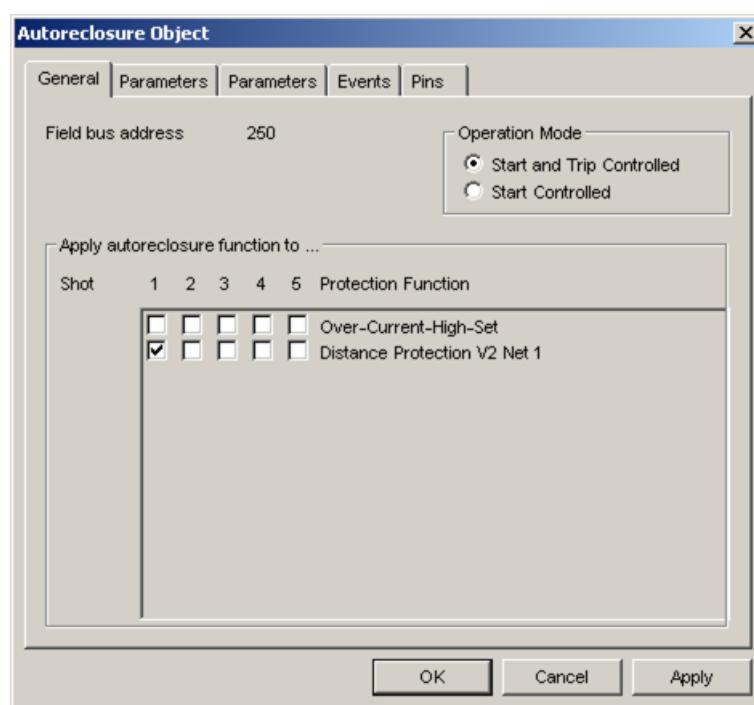 Autoreclosure Object
General Parameters Parameters Events Pins
Field bus address 250
Operation Mode
Start and Trip Controlled
Start Controlled
Apply autoreclosure function to ...
Shot 1 2 3 4 5 Protection Function
Over-Current-High-Set
Distance Protection V2 Net 1
OK Cancel Apply